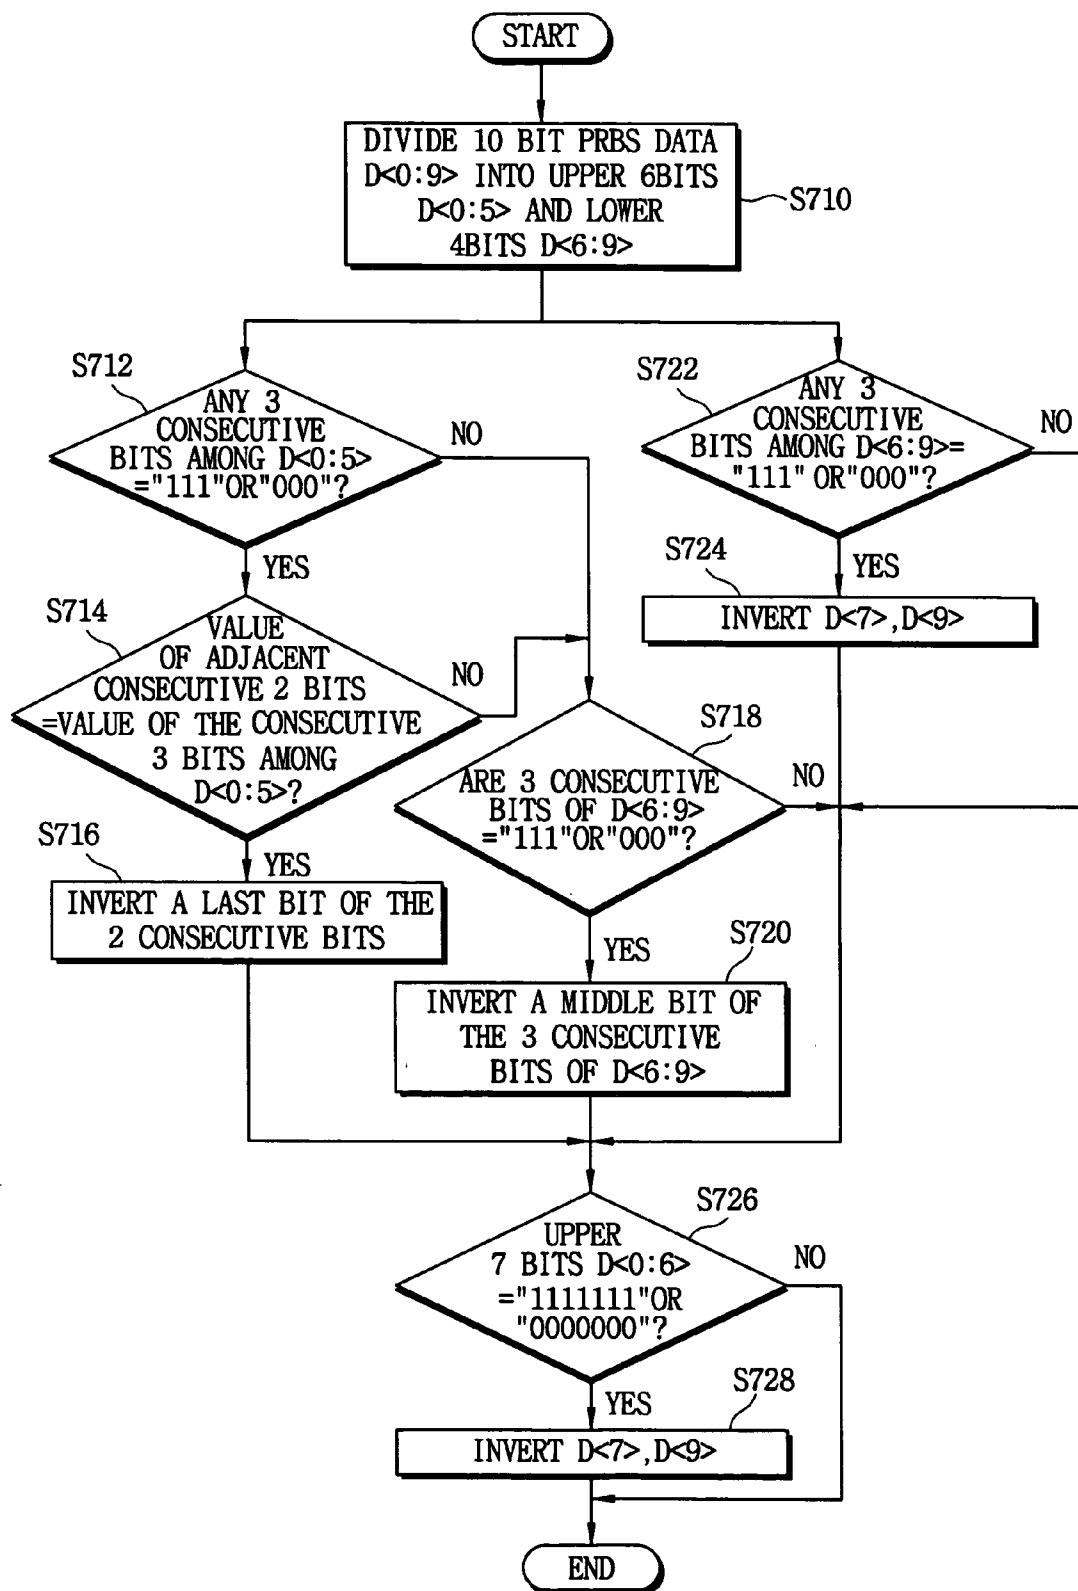 START
DIVIDE 10 BIT PRBS DATA
D<0:9> INTO UPPER 6BITS
D<0:5> AND LOWER
4BITS D<6:9>
S710
S712
ANY 3
CONSECUTIVE
BITS AMONG D<0:5>
="111"OR"000"?
NO
YES
S722
ANY 3
CONSECUTIVE
BITS AMONG D<6:9>=
"111" OR"000"?
NO
YES
S724
INVERT D<7>,D<9>
S714
VALUE
OF ADJACENT
CONSECUTIVE 2 BITS
=VALUE OF THE CONSECUTIVE
3 BITS AMONG
D<0:5>?
NO
YES
S716
INVERT A LAST BIT OF THE
2 CONSECUTIVE BITS
S718
ARE 3 CONSECUTIVE
BITS OF D<6:9>
="111"OR"000"?
NO
YES
S720
INVERT A MIDDLE BIT OF
THE 3 CONSECUTIVE
BITS OF D<6:9>
S726
UPPER
7 BITS D<0:6>
="1111111"OR
"0000000"?
NO
YES
S728
INVERT D<7>,D<9>
END